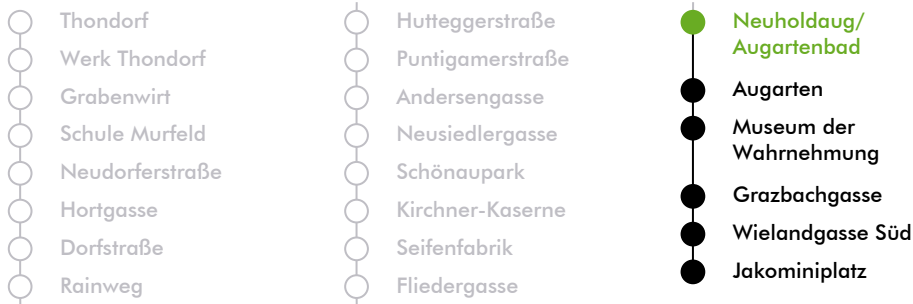 Thondorf
Werk Thondorf
Grabenwirt
Schule Murfeld
Neudorferstraße
Hortgasse
Dorfstraße
Rainweg
Hutteggerstraße
Puntigamerstraße
Andersengasse
Neusiedlergasse
Schönaupark
Kirchner-Kaserne
Seifenfabrik
Fliedergasse
Neuholdaug/
Augartenbad
Augarten
Museum der
Wahrnehmung
Grazbachgasse
Wielandgasse Süd
Jakominiplatz